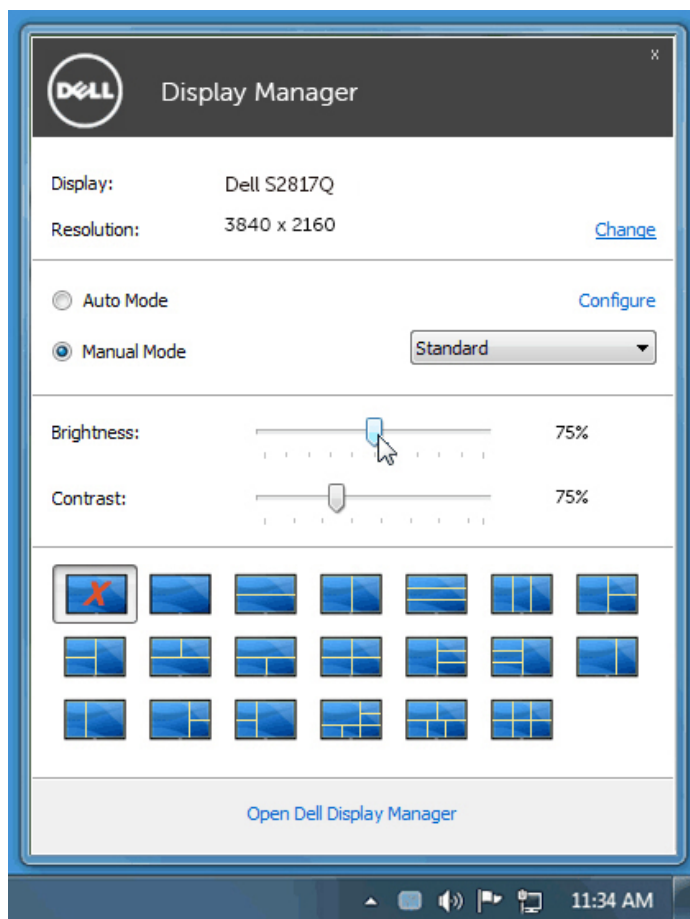 x
DELL Display Manager
Display: Dell S2817Q
Resolution: 3840 x 2160 Change
Auto Mode Configure
Manual Mode Standard
Brightness: 75%
Contrast: 75%
Open Dell Display Manager
11:34 AM